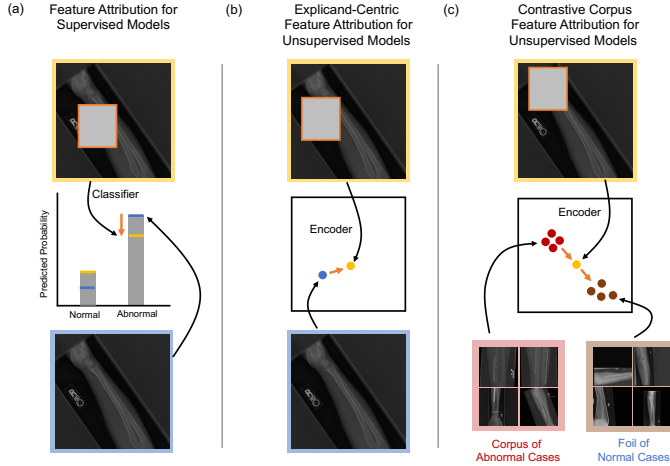 (a)
Feature Attribution for
Supervised Models
(b)
Explicand-Centric
Feature Attribution for
Unsupervised Models
(c)
Contrastive Corpus
Feature Attribution for
Unsupervised Models
Classifier
Predicted Probability
Normal
Abnormal
Encoder
Encoder
Corpus of
Abnormal Cases
Foil of
Normal Cases